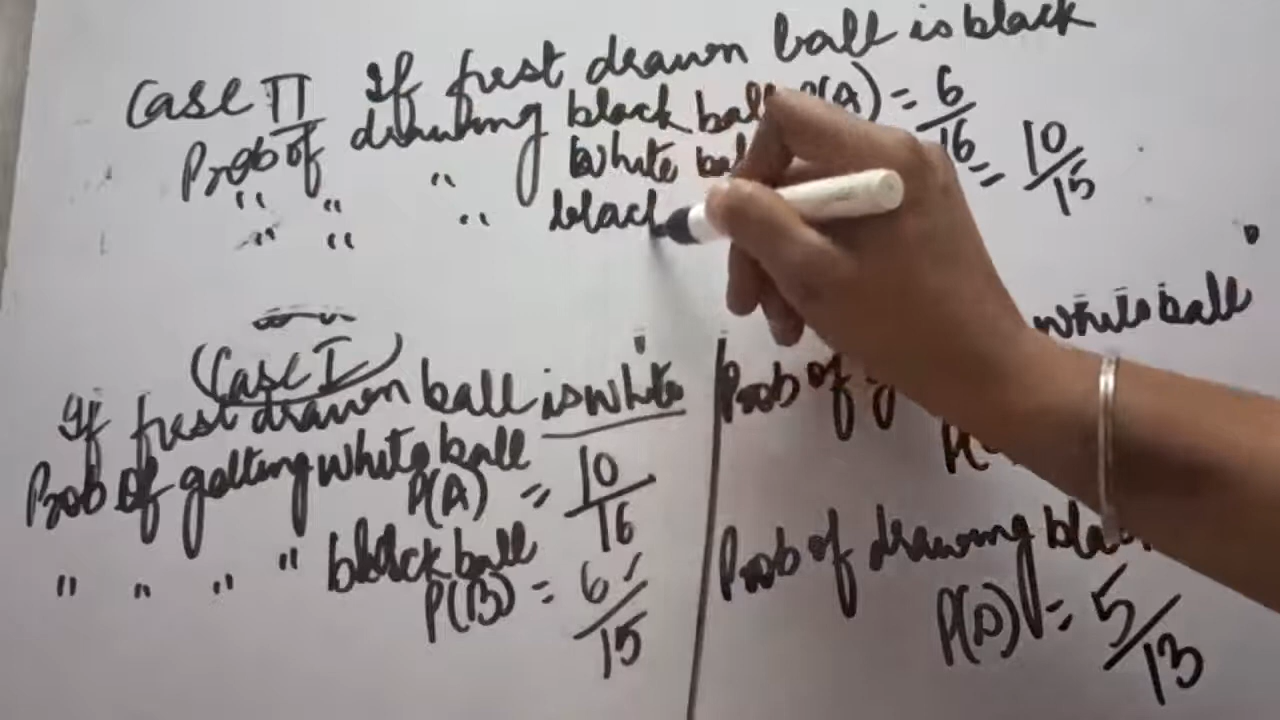 Case II If first drawn ball is black
Prob of drawing black ball P(A) = 6/16
" " " White bal = 10/15
" " " black
(Case I)
If first drawn ball is white
Prob of getting white ball
P(A) = 10/16
" " " " black ball
P(B) = 6/15
white ball
Prob of
Prob of drawing blac
P(D) = 5/13